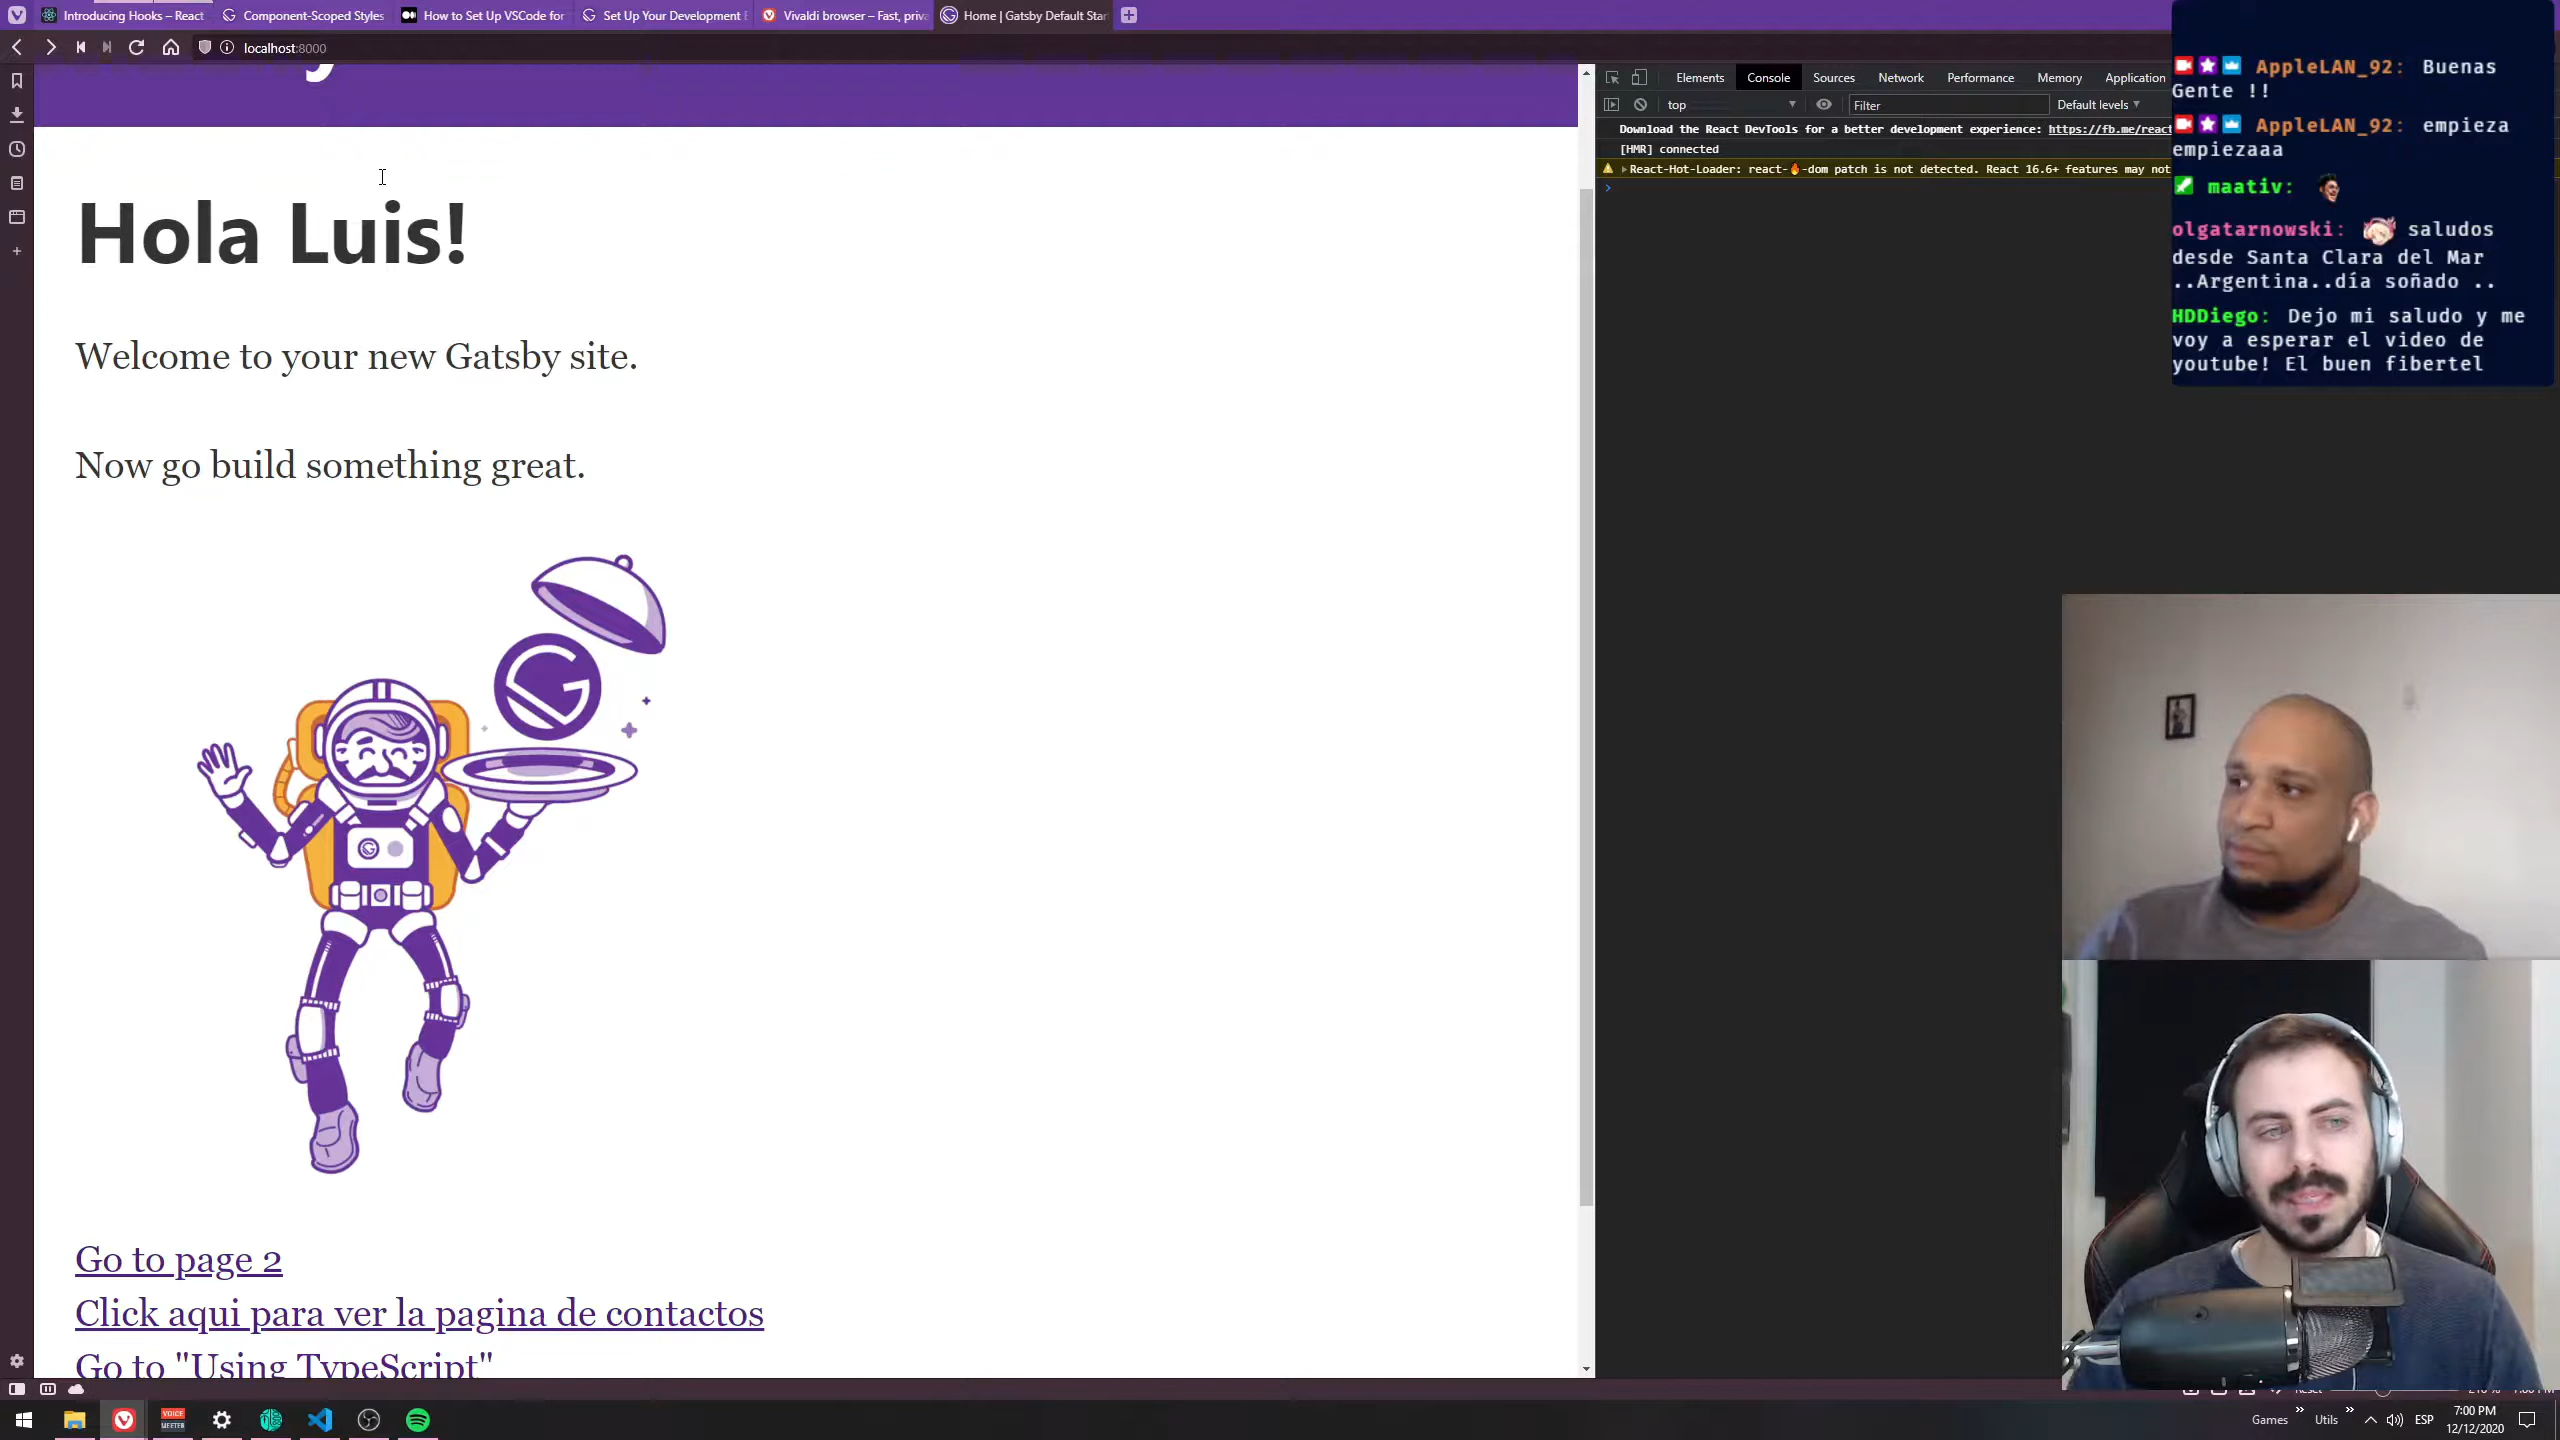 Introducing Hooks – React
Component-Scoped Styles
How to Set Up VSCode for
Set Up Your Development
Vivaldi browser – Fast, priva
Home | Gatsby Default Star
localhost:8000
Hola Luis!
Welcome to your new Gatsby site.
Now go build something great.
Go to page 2
Click aqui para ver la pagina de contactos
Go to "Using TypeScript"
Elements Console Sources Network Performance Memory Application
top Filter Default levels
Download the React DevTools for a better development experience: https://fb.me/react
[HMR] connected
React-Hot-Loader: react-🔥-dom patch is not detected. React 16.6+ features may not
AppleLAN_92: Buenas
Gente !!
AppleLAN_92: empieza
empiezaaa
maativ:
olgatarnowski: saludos
desde Santa Clara del Mar
..Argentina..día soñado ..
HDDiego: Dejo mi saludo y me
voy a esperar el video de
youtube! El buen fibertel
VOICE
MEETER
Games Utils ESP
7:00 PM
12/12/2020